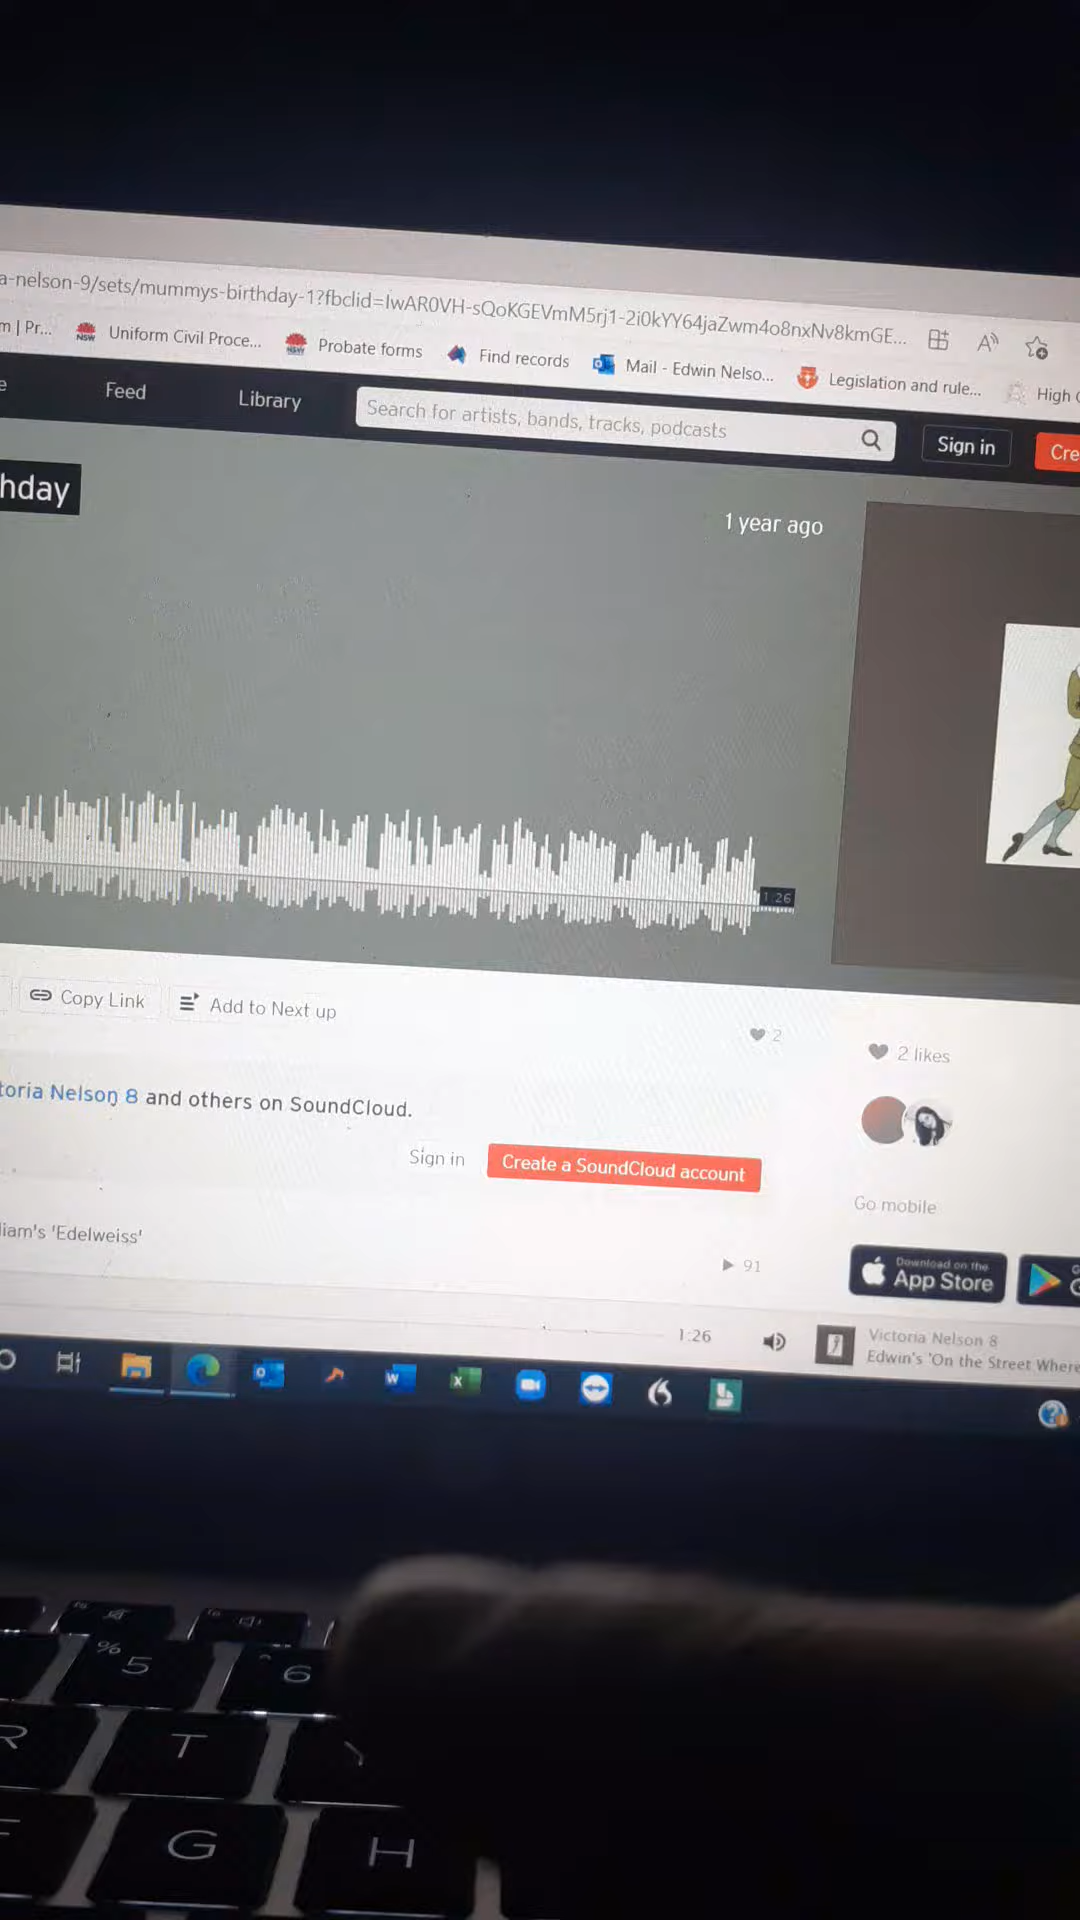 a-nelson-9/sets/mummys-birthday-1?fbclid=IwAR0VH-sQoKGEVmM5rj1-2i0kYY64jaZwm4o8nxNv8kmGE...
m | Pr...
NSW
Uniform Civil Proce...
NSW
Probate forms
Find records
Mail - Edwin Nelso...
Legislation and rule...
High
e
Feed
Library
Search for artists, bands, tracks, podcasts
Sign in
Cre
hday
1 year ago
1:26
Copy Link
Add to Next up
2
2 likes
toria Nelson 8 and others on SoundCloud.
Sign in
Create a SoundCloud account
Go mobile
liam's 'Edelweiss'
91
Download on the
App Store
G
1:26
Victoria Nelson 8
Edwin's 'On the Street Where
% 5
^ 6
R
T
G
H